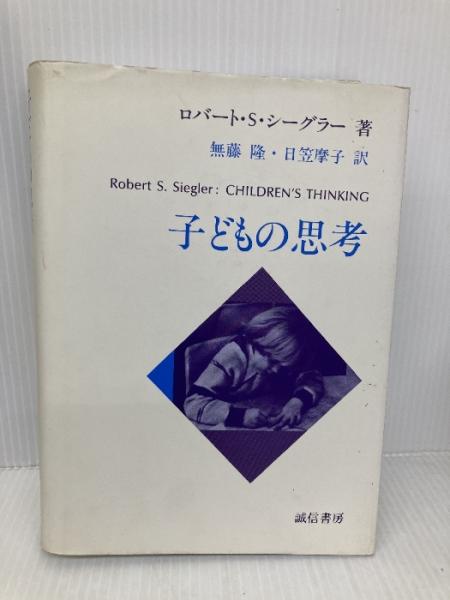 ロバート・S・シーグラー 著
無藤 隆・日笠摩子 訳
Robert S. Siegler: CHILDREN'S THINKING
子どもの思考
誠信書房